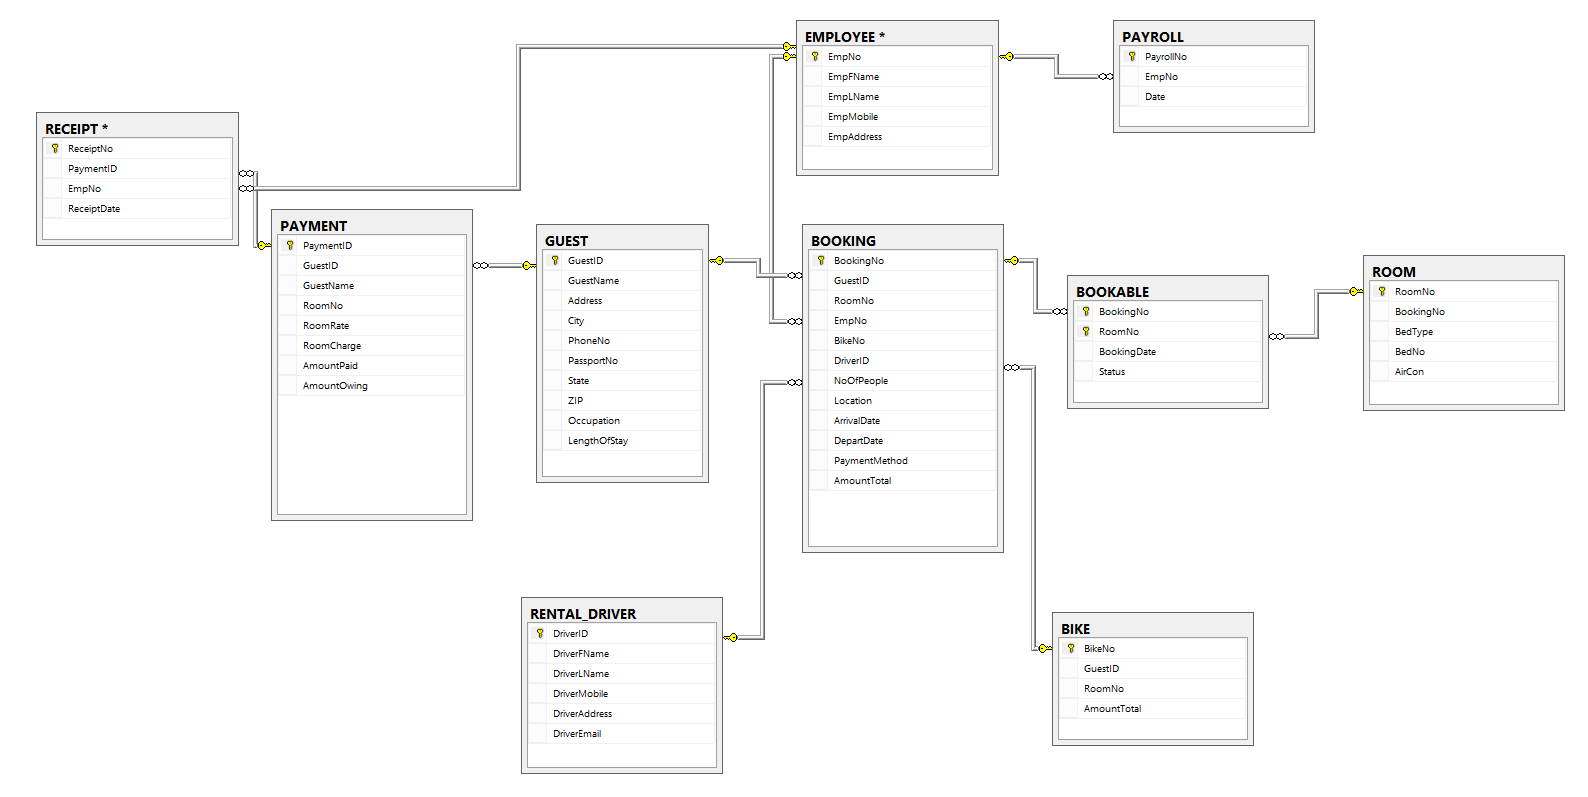 EMPLOYEE *
EmpNo
EmpFName
EmpLName
EmpMobile
EmpAddress
PAYROLL
PayrollNo
EmpNo
Date
RECEIPT *
ReceiptNo
PaymentID
EmpNo
ReceiptDate
PAYMENT
PaymentID
GuestID
GuestName
RoomNo
RoomRate
RoomCharge
AmountPaid
AmountOwing
GUEST
GuestID
GuestName
Address
City
PhoneNo
PassportNo
State
ZIP
Occupation
LengthOfStay
BOOKING
BookingNo
GuestID
RoomNo
EmpNo
BikeNo
DriverID
NoOfPeople
Location
ArrivalDate
DepartDate
PaymentMethod
AmountTotal
BOOKABLE
BookingNo
RoomNo
BookingDate
Status
ROOM
RoomNo
BookingNo
BedType
BedNo
AirCon
RENTAL_DRIVER
DriverID
DriverFName
DriverLName
DriverMobile
DriverAddress
DriverEmail
BIKE
BikeNo
GuestID
RoomNo
AmountTotal